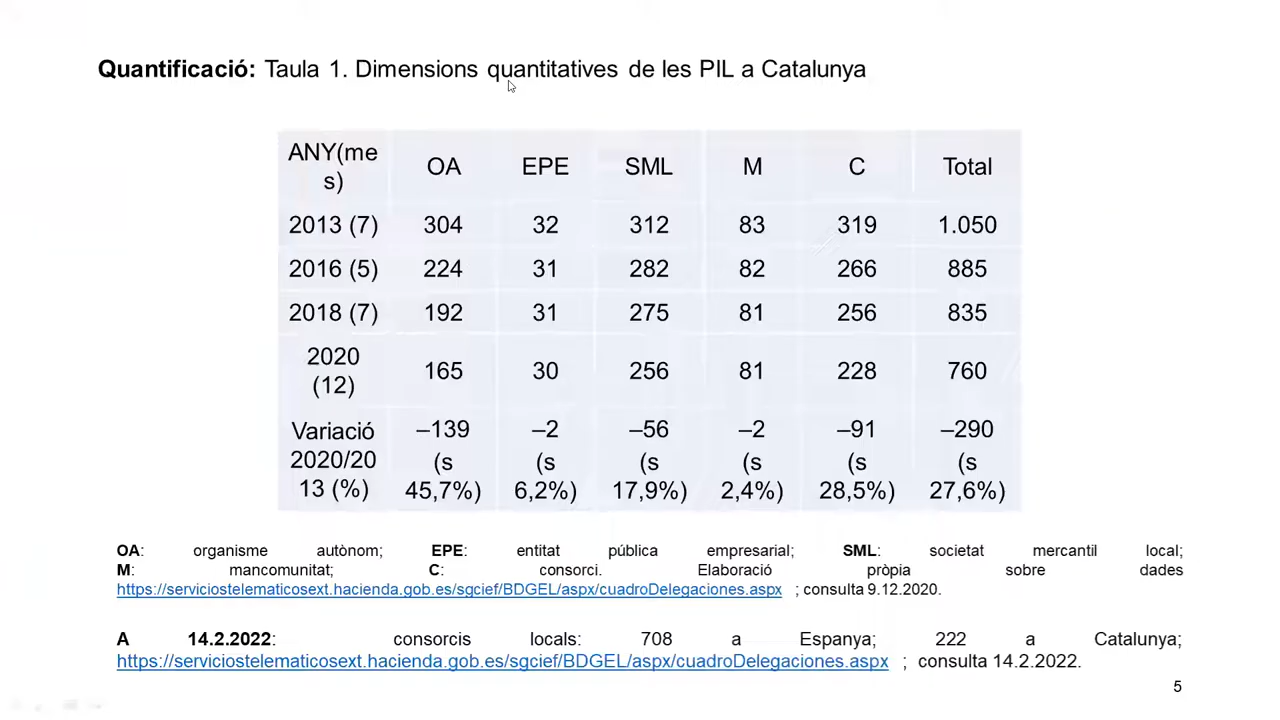 Quantificació: Taula 1. Dimensions quantitatives de les PIL a Catalunya
ANY(me
s) OA EPE SML M C Total
2013 (7) 304 32 312 83 319 1.050
2016 (5) 224 31 282 82 266 885
2018 (7) 192 31 275 81 256 835
2020
(12) 165 30 256 81 228 760
Variació –139 –2 –56 –2 –91 –290
2020/20 (s (s (s (s (s (s
13 (%) 45,7%) 6,2%) 17,9%) 2,4%) 28,5%) 27,6%)
OA: organisme autònom; EPE: entitat pública empresarial; SML: societat mercantil local;
M: mancomunitat; C: consorci. Elaboració pròpia sobre dades
https://serviciostelematicosext.hacienda.gob.es/sgcief/BDGEL/aspx/cuadroDelegaciones.aspx ; consulta 9.12.2020.
A 14.2.2022: consorcis locals: 708 a Espanya; 222 a Catalunya;
https://serviciostelematicosext.hacienda.gob.es/sgcief/BDGEL/aspx/cuadroDelegaciones.aspx ; consulta 14.2.2022.
5